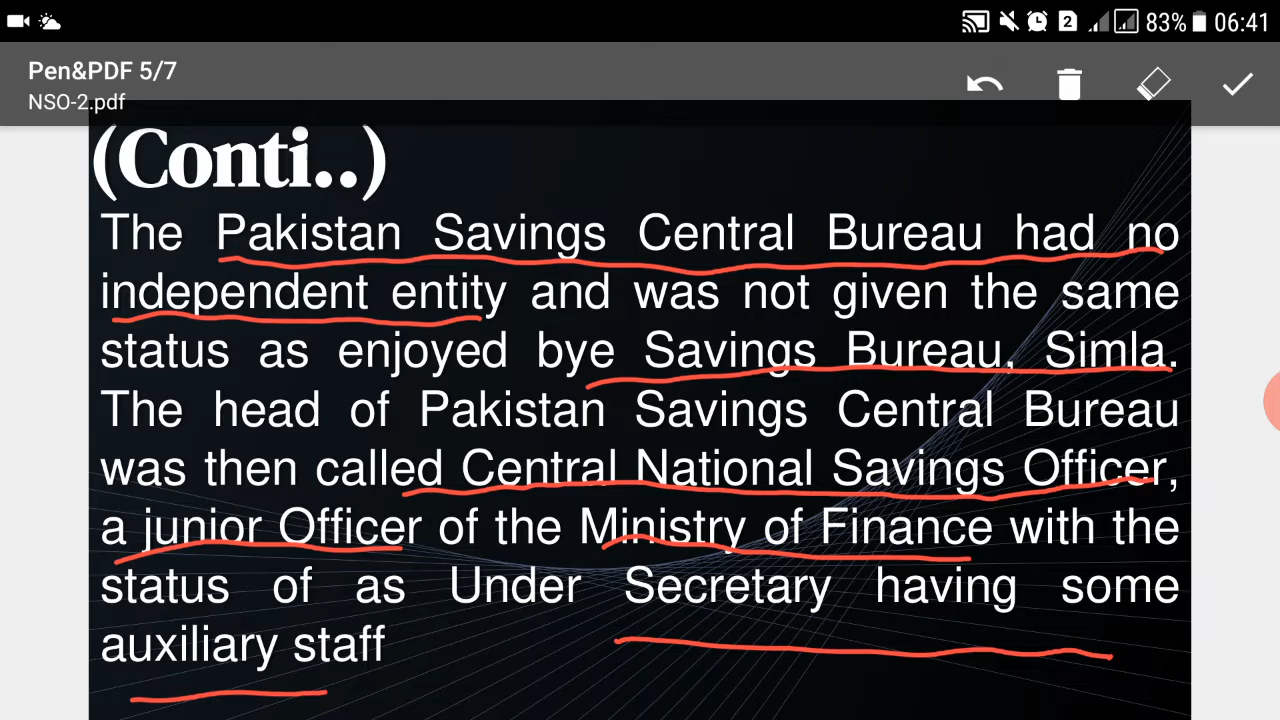 83% 06:41
Pen&PDF 5/7
NSO-2.pdf
(Conti..)
The Pakistan Savings Central Bureau had no
independent entity and was not given the same
status as enjoyed bye Savings Bureau, Simla.
The head of Pakistan Savings Central Bureau
was then called Central National Savings Officer,
a junior Officer of the Ministry of Finance with the
status of as Under Secretary having some
auxiliary staff